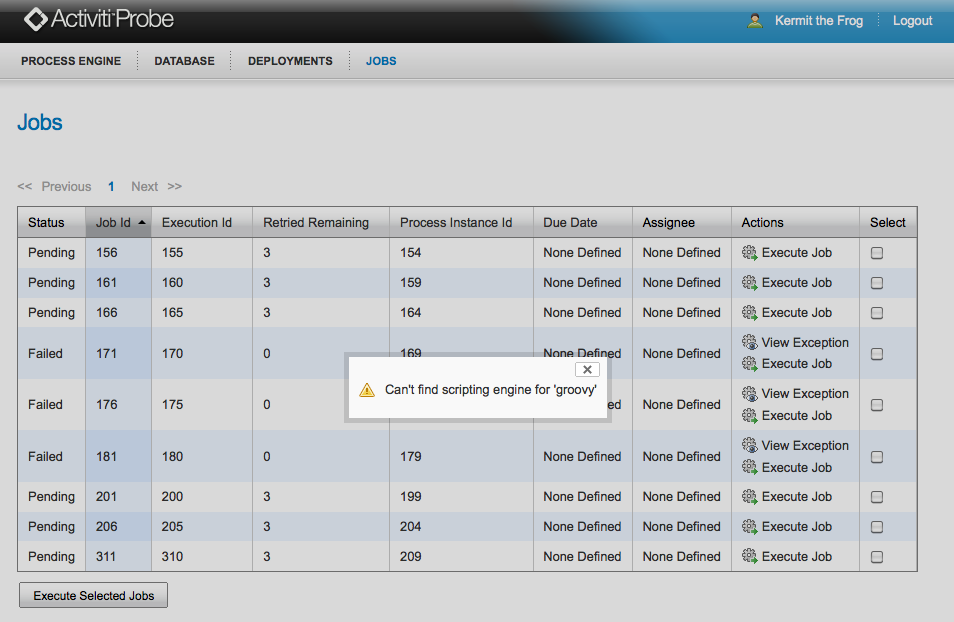 Activiti Probe
Kermit the Frog Logout
PROCESS ENGINE DATABASE DEPLOYMENTS JOBS
Jobs
<< Previous 1 Next >>
Status Job Id Execution Id Retried Remaining Process Instance Id Due Date Assignee Actions Select
Pending 156 155 3 154 None Defined None Defined Execute Job
Pending 161 160 3 159 None Defined None Defined Execute Job
Pending 166 165 3 164 None Defined None Defined Execute Job
Failed 171 170 0 169 None Defined None Defined View Exception
Execute Job
Can't find scripting engine for 'groovy'
Failed 176 175 0 None Defined View Exception
Execute Job
Failed 181 180 0 179 None Defined None Defined View Exception
Execute Job
Pending 201 200 3 199 None Defined None Defined Execute Job
Pending 206 205 3 204 None Defined None Defined Execute Job
Pending 311 310 3 209 None Defined None Defined Execute Job
Execute Selected Jobs